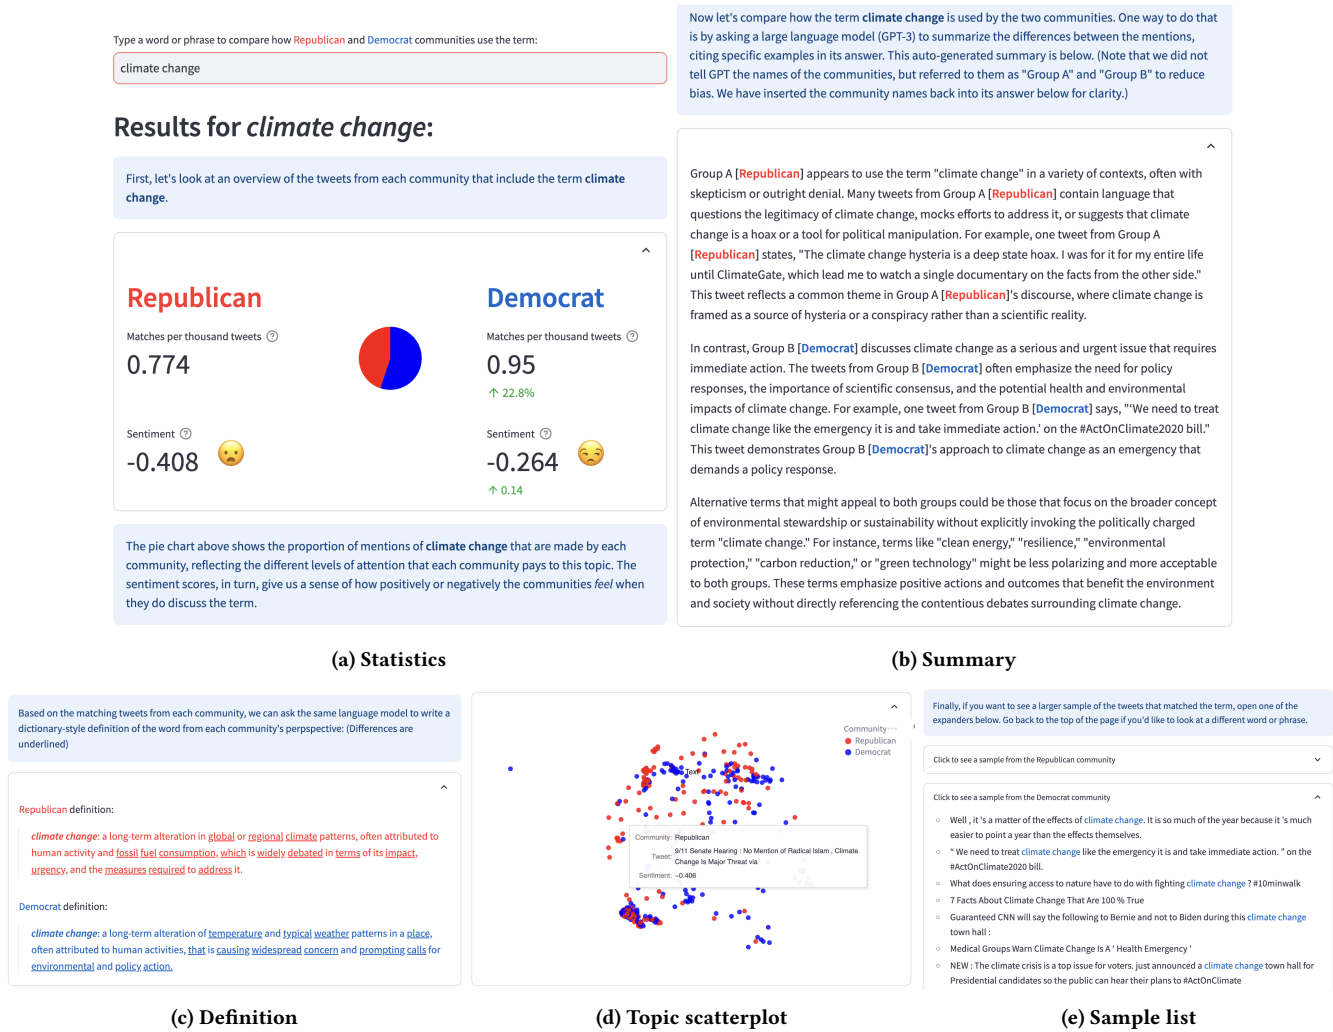 Type a word or phrase to compare how Republican and Democrat communities use the term:
climate change
Results for climate change:
First, let's look at an overview of the tweets from each community that include the term climate
change.
Republican
Matches per thousand tweets
0.774
Sentiment
-0.408
Democrat
Matches per thousand tweets
0.95
↑ 22.8%
Sentiment
-0.264
↑ 0.14
The pie chart above shows the proportion of mentions of climate change that are made by each
community, reflecting the different levels of attention that each community pays to this topic. The
sentiment scores, in turn, give us a sense of how positively or negatively the communities feel when
they do discuss the term.
(a) Statistics
Now let's compare how the term climate change is used by the two communities. One way to do that
is by asking a large language model (GPT-3) to summarize the differences between the mentions,
citing specific examples in its answer. This auto-generated summary is below. (Note that we did not
tell GPT the names of the communities, but referred to them as "Group A" and "Group B" to reduce
bias. We have inserted the community names back into its answer below for clarity.)
Group A [Republican] appears to use the term "climate change" in a variety of contexts, often with
skepticism or outright denial. Many tweets from Group A [Republican] contain language that
questions the legitimacy of climate change, mocks efforts to address it, or suggests that climate
change is a hoax or a tool for political manipulation. For example, one tweet from Group A
[Republican] states, "The climate change hysteria is a deep state hoax. I was for it for my entire life
until ClimateGate, which lead me to watch a single documentary on the facts from the other side."
This tweet reflects a common theme in Group A [Republican]'s discourse, where climate change is
framed as a source of hysteria or a conspiracy rather than a scientific reality.
In contrast, Group B [Democrat] discusses climate change as a serious and urgent issue that requires
immediate action. The tweets from Group B [Democrat] often emphasize the need for policy
responses, the importance of scientific consensus, and the potential health and environmental
impacts of climate change. For example, one tweet from Group B [Democrat] says, "'We need to treat
climate change like the emergency it is and take immediate action.' on the #ActOnClimate2020 bill."
This tweet demonstrates Group B [Democrat]'s approach to climate change as an emergency that
demands a policy response.
Alternative terms that might appeal to both groups could be those that focus on the broader concept
of environmental stewardship or sustainability without explicitly invoking the politically charged
term "climate change." For instance, terms like "clean energy," "resilience," "environmental
protection," "carbon reduction," or "green technology" might be less polarizing and more acceptable
to both groups. These terms emphasize positive actions and outcomes that benefit the environment
and society without directly referencing the contentious debates surrounding climate change.
(b) Summary
Based on the matching tweets from each community, we can ask the same language model to write a
dictionary-style definition of the word from each community's perpspective: (Differences are
underlined)
Republican definition:
climate change: a long-term alteration in global or regional climate patterns, often attributed to
human activity and fossil fuel consumption, which is widely debated in terms of its impact,
urgency, and the measures required to address it.
Democrat definition:
climate change: a long-term alteration of temperature and typical weather patterns in a place,
often attributed to human activities, that is causing widespread concern and prompting calls for
environmental and policy action.
(c) Definition
Community
Republican
Democrat
Text
Community: Republican
Tweet: 9/11 Senate Hearing : No Mention of Radical Islam , Climate
Change Is Major Threat via
Sentiment: −0.406
(d) Topic scatterplot
Finally, if you want to see a larger sample of the tweets that matched the term, open one of the
expanders below. Go back to the top of the page if you'd like to look at a different word or phrase.
Click to see a sample from the Republican community
Click to see a sample from the Democrat community
Well , it 's a matter of the effects of climate change. It is so much of the year because it 's much
easier to point a year than the effects themselves.
" We need to treat climate change like the emergency it is and take immediate action. " on the
#ActOnClimate2020 bill.
What does ensuring access to nature have to do with fighting climate change ? #10minwalk
7 Facts About Climate Change That Are 100 % True
Guaranteed CNN will say the following to Bernie and not to Biden during this climate change
town hall :
Medical Groups Warn Climate Change Is A ' Health Emergency '
NEW : The climate crisis is a top issue for voters. just announced a climate change town hall for
Presidential candidates so the public can hear their plans to #ActOnClimate
(e) Sample list